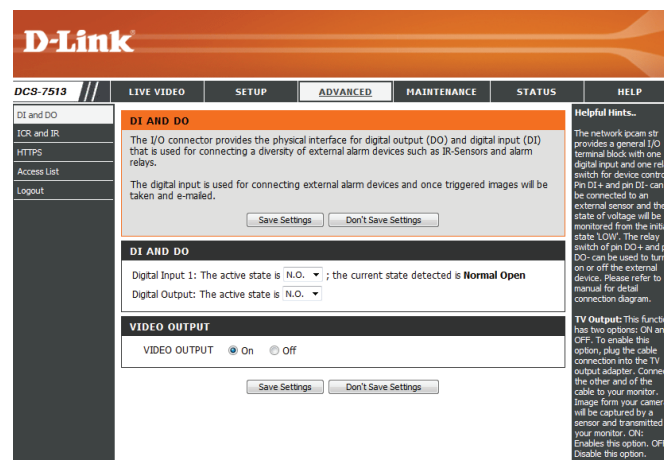 D-Link
DCS-7513
LIVE VIDEO
SETUP
ADVANCED
MAINTENANCE
STATUS
HELP
DI and DO
ICR and IR
HTTPS
Access List
Logout
DI AND DO
The I/O connector provides the physical interface for digital output (DO) and digital input (DI)
that is used for connecting a diversity of external alarm devices such as IR-Sensors and alarm
relays.
The digital input is used for connecting external alarm devices and once triggered images will be
taken and e-mailed.
Save Settings
Don't Save Settings
DI AND DO
Digital Input 1: The active state is N.O. ; the current state detected is Normal Open
Digital Output: The active state is N.O.
VIDEO OUTPUT
VIDEO OUTPUT On Off
Save Settings
Don't Save Settings
Helpful Hints..
The network ipcam str
provides a general I/O
terminal block with one
digital input and one rel
switch for device contro
Pin DI+ and pin DI- can
be connected to an
external sensor and the
state of voltage will be
monitored from the initia
state 'LOW'. The relay
switch of pin DO+ and p
DO- can be used to turn
on or off the external
device. Please refer to
manual for detail
connection diagram.
TV Output: This functio
has two options: ON an
OFF. To enable this
option, plug the cable
connection into the TV
output adapter. Connec
the other and of the
cable to your monitor.
Image form your camer
will be captured by a
sensor and transmitted
your monitor. ON:
Enables this option. OFF
Disable this option.